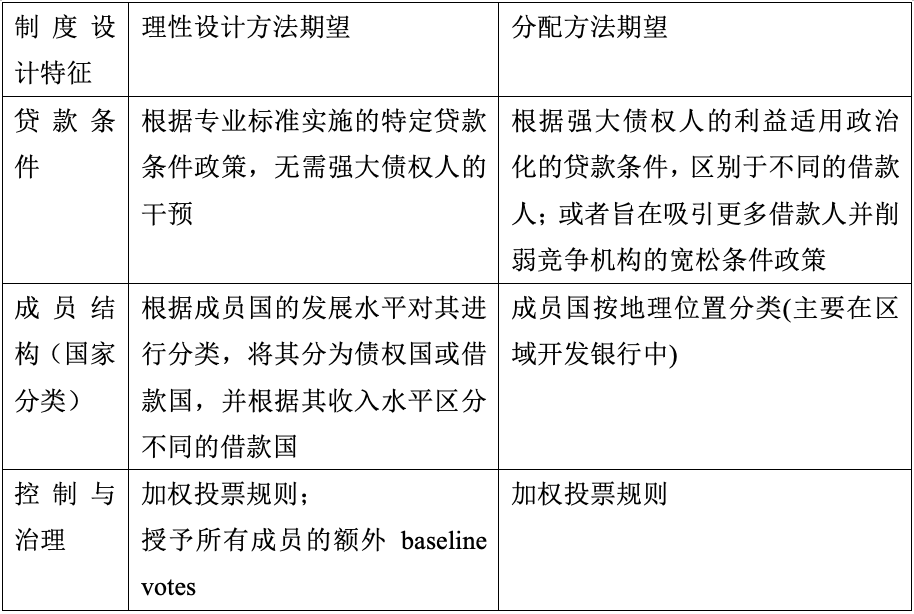 制度设计特征
理性设计方法期望
分配方法期望
贷款条件
根据专业标准实施的特定贷款
条件政策，无需强大债权人的
干预
根据强大债权人的利益适用政治
化的贷款条件，区别于不同的借款
人；或者旨在吸引更多借款人并削
弱竞争机构的宽松条件政策
成员结
构（国家
分类）
根据成员国的发展水平对其进
行分类，将其分为债权国或借
款国，并根据其收入水平区分
不同的借款国
成员国按地理位置分类(主要在区
域开发银行中)
控制与
治理
加权投票规则；
授予所有成员的额外 baseline
votes
加权投票规则